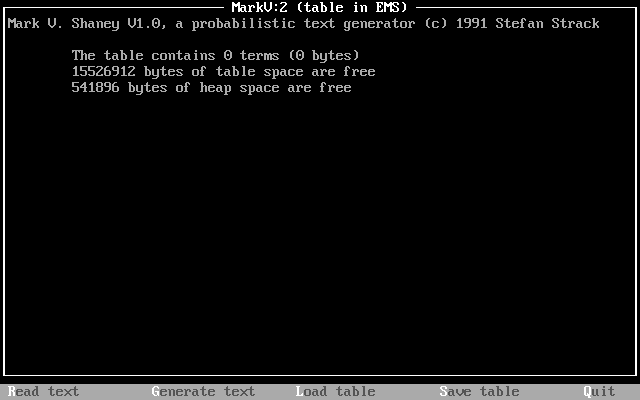 MarkV:2 (table in EMS)
Mark V. Shaney V1.0, a probabilistic text generator (c) 1991 Stefan Strack
The table contains 0 terms (0 bytes)
15526912 bytes of table space are free
541896 bytes of heap space are free
Read text Generate text Load table Save table Quit